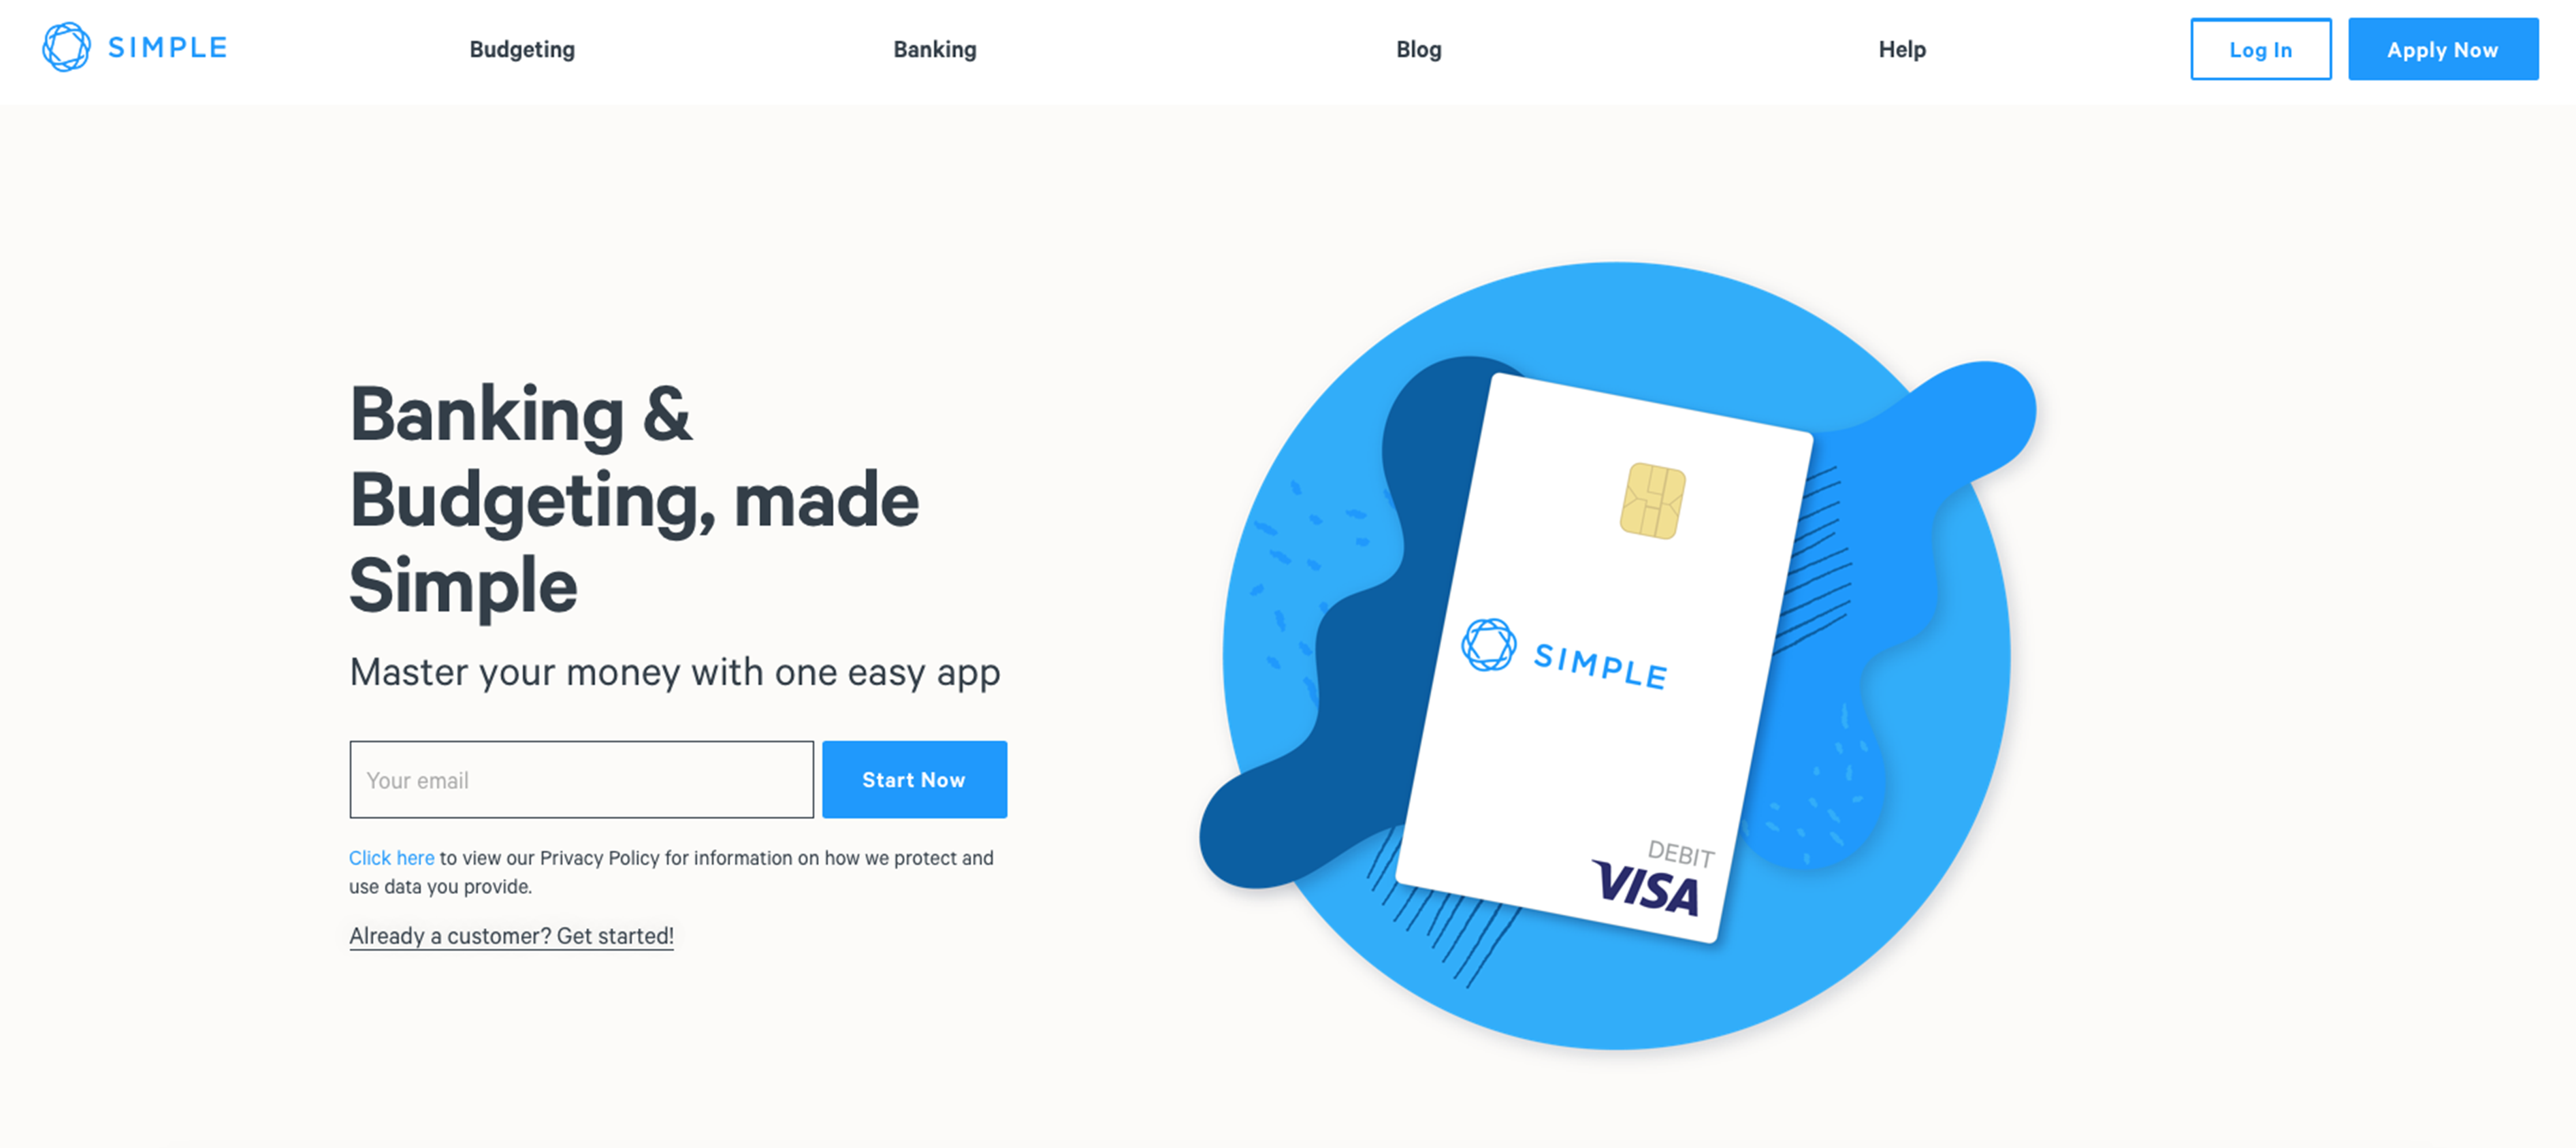 SIMPLE
Budgeting
Banking
Blog
Help
Log In
Apply Now
Banking &
Budgeting, made
Simple
Master your money with one easy app
Your email
Start Now
Click here to view our Privacy Policy for information on how we protect and
use data you provide.
Already a customer? Get started!
SIMPLE
DEBIT
VISA